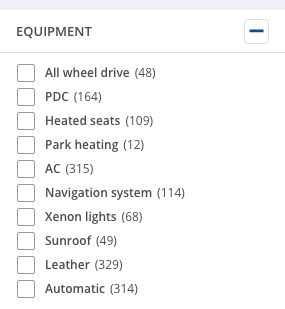 EQUIPMENT
All wheel drive (48)
PDC (164)
Heated seats (109)
Park heating (12)
AC (315)
Navigation system (114)
Xenon lights (68)
Sunroof (49)
Leather (329)
Automatic (314)